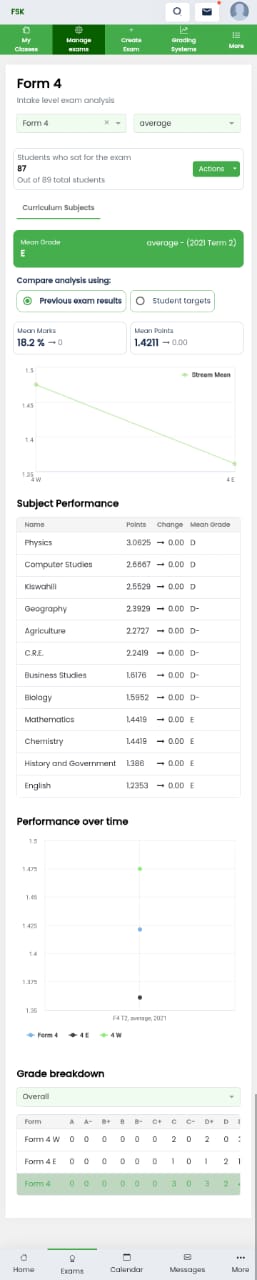 FSK
My Classes
Manage exams
Create Exam
Grading Systems
More
Form 4
Intake level exam analysis
Form 4 × average
Students who sat for the exam
87
Actions
Out of 89 total students
Curriculum Subjects
Mean Grade
average - (2021 Term 2)
E
Compare analysis using:
Previous exam results Student targets
Mean Marks
18.2 % → 0
Mean Points
1.4211 → 0.00
1.5
Stream Mean
1.45
1.4
1.35
4 W 4 E
Subject Performance
Name Points Change Mean Grade
Physics 3.0625 → 0.00 D
Computer Studies 2.6667 → 0.00 D
Kiswahili 2.5529 → 0.00 D
Geography 2.3929 → 0.00 D-
Agriculture 2.2727 → 0.00 D-
C.R.E. 2.2419 → 0.00 D-
Business Studies 1.6176 → 0.00 D-
Biology 1.5952 → 0.00 D-
Mathematics 1.4419 → 0.00 E
Chemistry 1.4419 → 0.00 E
History and Government 1.386 → 0.00 E
English 1.2353 → 0.00 E
Performance over time
1.5
1.475
1.45
1.425
1.4
1.375
1.35
F4 T2, average, 2021
Form 4 4 E 4 W
Grade breakdown
Overall
Form A A- B+ B B- C+ C C- D+ D
Form 4 W 0 0 0 0 0 0 2 0 2 0
Form 4 E 0 0 0 0 0 0 1 0 1 2
Form 4 0 0 0 0 0 0 3 0 3 2
Home
Exams
Calendar
Messages
More